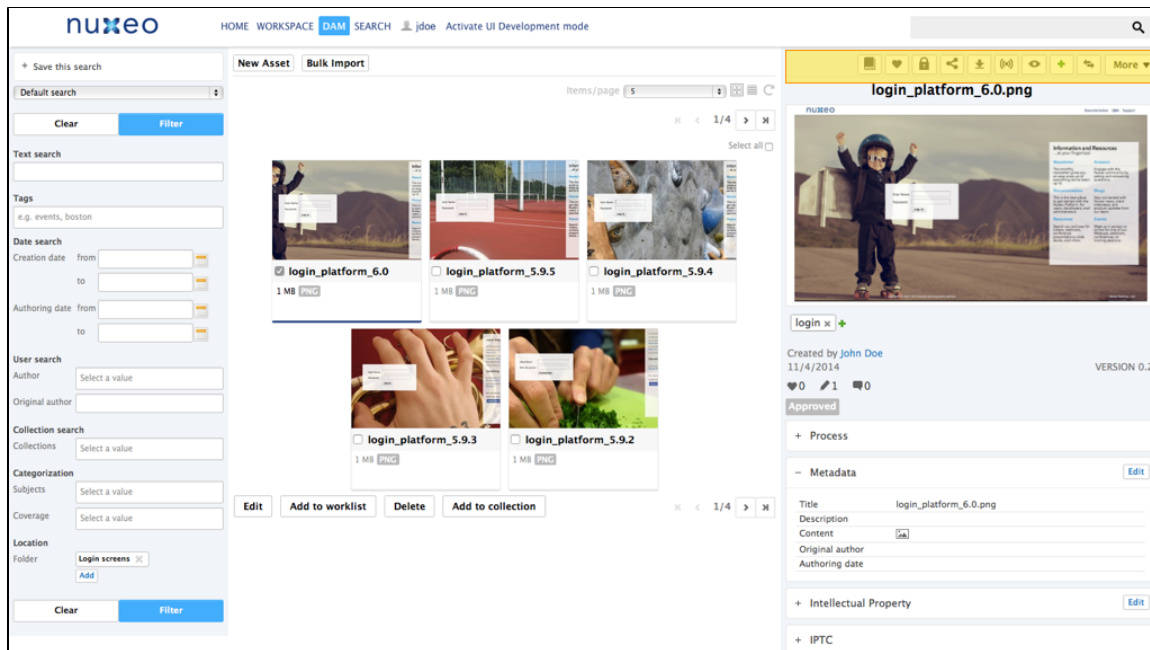 nuxeo
HOME WORKSPACE DAM SEARCH jdoe Activate UI Development mode
+ Save this search
Default search
Clear Filter
Text search
Tags
e.g. events, boston
Date search
Creation date from
to
Authoring date from
to
User search
Author Select a value
Original author
Collection search
Collections Select a value
Categorization
Subjects Select a value
Coverage Select a value
Location
Folder Login screens
Add
Clear Filter
New Asset Bulk Import
Items/page 5
1/4
Select all
login_platform_6.0
1 MB PNG
login_platform_5.9.5
1 MB PNG
login_platform_5.9.4
1 MB PNG
login_platform_5.9.3
1 MB PNG
login_platform_5.9.2
1 MB PNG
Edit Add to worklist Delete Add to collection
1/4
More
login_platform_6.0.png
nuxeo
Information and Resources
login x +
Created by John Doe
11/4/2014 VERSION 0.2
0 1 0
Approved
+ Process
− Metadata Edit
Title login_platform_6.0.png
Description
Content
Original author
Authoring date
+ Intellectual Property Edit
+ IPTC